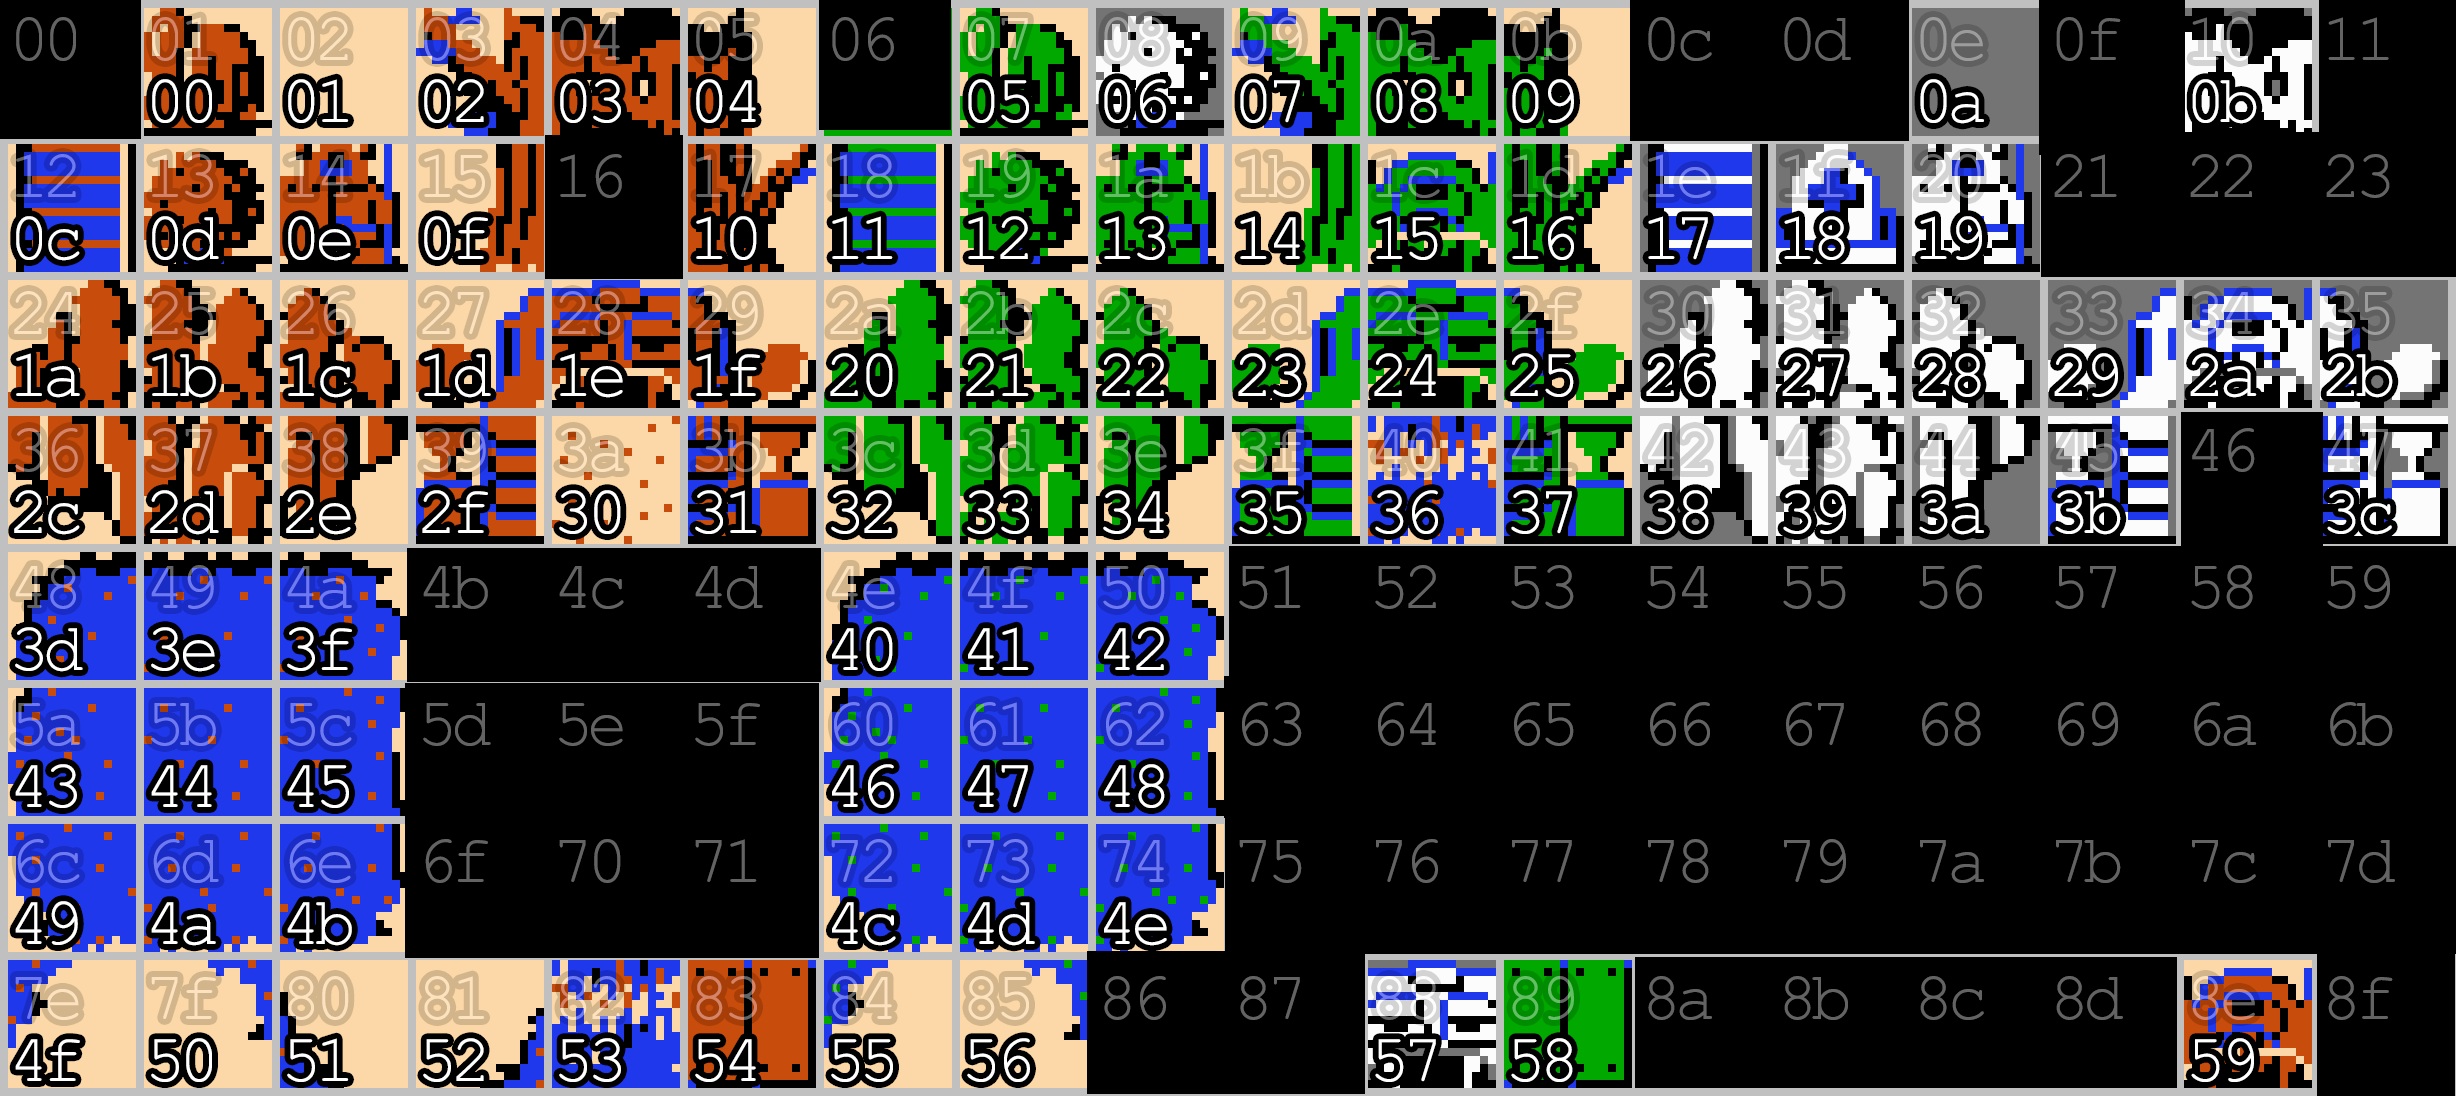 00 01 02 03 04 05 06 07 08 09 0a 0b 0c 0d 0e 0f 10 11
00 01 02 03 04 05 06 07 08 09 0a 0b
12 13 14 15 16 17 18 19 1a 1b 1c 1d 1e 1f 20 21 22 23
0c 0d 0e 0f 10 11 12 13 14 15 16 17 18 19
24 25 26 27 28 29 2a 2b 2c 2d 2e 2f 30 31 32 33 34 35
1a 1b 1c 1d 1e 1f 20 21 22 23 24 25 26 27 28 29 2a 2b
36 37 38 39 3a 3b 3c 3d 3e 3f 40 41 42 43 44 45 46 47
2c 2d 2e 2f 30 31 32 33 34 35 36 37 38 39 3a 3b 3c
48 49 4a 4b 4c 4d 4e 4f 50 51 52 53 54 55 56 57 58 59
3d 3e 3f 40 41 42
5a 5b 5c 5d 5e 5f 60 61 62 63 64 65 66 67 68 69 6a 6b
43 44 45 46 47 48
6c 6d 6e 6f 70 71 72 73 74 75 76 77 78 79 7a 7b 7c 7d
49 4a 4b 4c 4d 4e
7e 7f 80 81 82 83 84 85 86 87 88 89 8a 8b 8c 8d 8e 8f
4f 50 51 52 53 54 55 56 57 58 59